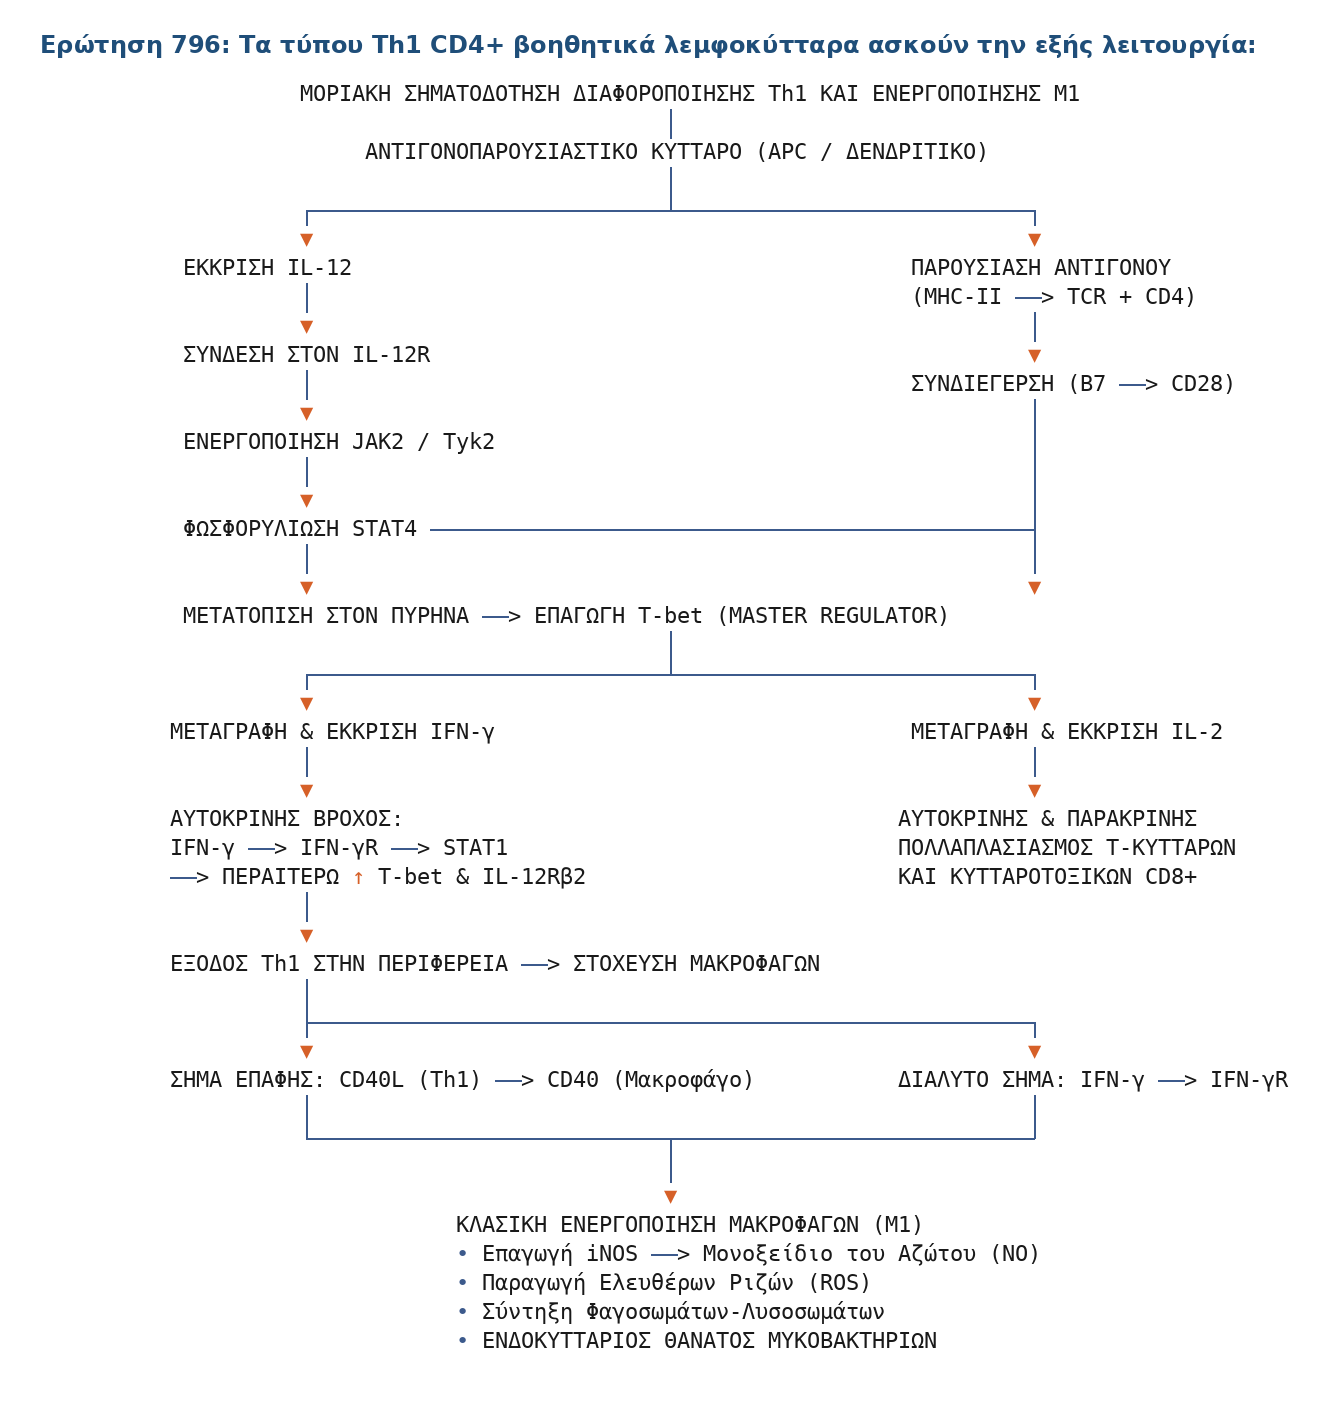 Ερώτηση 796: Τα τύπου Th1 CD4+ βοηθητικά λεμφοκύτταρα ασκούν την εξής λειτουργία:
ΜΟΡΙΑΚΗ ΣΗΜΑΤΟΔΟΤΗΣΗ ΔΙΑΦΟΡΟΠΟΙΗΣΗΣ Th1 ΚΑΙ ΕΝΕΡΓΟΠΟΙΗΣΗΣ M1
ΑΝΤΙΓΟΝΟΠΑΡΟΥΣΙΑΣΤΙΚΟ ΚΥΤΤΑΡΟ (APC / ΔΕΝΔΡΙΤΙΚΟ)
▼ ▼
ΕΚΚΡΙΣΗ IL-12 ΠΑΡΟΥΣΙΑΣΗ ΑΝΤΙΓΟΝΟΥ
(MHC-II ──> TCR + CD4)
▼
ΣΥΝΔΕΣΗ ΣΤΟΝ IL-12R ▼
ΣΥΝΔΙΕΓΕΡΣΗ (B7 ──> CD28)
▼
ΕΝΕΡΓΟΠΟΙΗΣΗ JAK2 / Tyk2
▼
ΦΩΣΦΟΡΥΛΙΩΣΗ STAT4
▼ ▼
ΜΕΤΑΤΟΠΙΣΗ ΣΤΟΝ ΠΥΡΗΝΑ ──> ΕΠΑΓΩΓΗ T-bet (MASTER REGULATOR)
▼ ▼
ΜΕΤΑΓΡΑΦΗ & ΕΚΚΡΙΣΗ IFN-γ ΜΕΤΑΓΡΑΦΗ & ΕΚΚΡΙΣΗ IL-2
▼ ▼
ΑΥΤΟΚΡΙΝΗΣ ΒΡΟΧΟΣ: ΑΥΤΟΚΡΙΝΗΣ & ΠΑΡΑΚΡΙΝΗΣ
IFN-γ ──> IFN-γR ──> STAT1 ΠΟΛΛΑΠΛΑΣΙΑΣΜΟΣ Τ-ΚΥΤΤΑΡΩΝ
──> ΠΕΡΑΙΤΕΡΩ ↑ T-bet & IL-12Rβ2 ΚΑΙ ΚΥΤΤΑΡΟΤΟΞΙΚΩΝ CD8+
▼
ΕΞΟΔΟΣ Th1 ΣΤΗΝ ΠΕΡΙΦΕΡΕΙΑ ──> ΣΤΟΧΕΥΣΗ ΜΑΚΡΟΦΑΓΩΝ
▼ ▼
ΣΗΜΑ ΕΠΑΦΗΣ: CD40L (Th1) ──> CD40 (Μακροφάγο) ΔΙΑΛΥΤΟ ΣΗΜΑ: IFN-γ ──> IFN-γR
▼
ΚΛΑΣΙΚΗ ΕΝΕΡΓΟΠΟΙΗΣΗ ΜΑΚΡΟΦΑΓΩΝ (M1)
• Επαγωγή iNOS ──> Μονοξείδιο του Αζώτου (NO)
• Παραγωγή Ελευθέρων Ριζών (ROS)
• Σύντηξη Φαγοσωμάτων-Λυσοσωμάτων
• ΕΝΔΟΚΥΤΤΑΡΙΟΣ ΘΑΝΑΤΟΣ ΜΥΚΟΒΑΚΤΗΡΙΩΝ